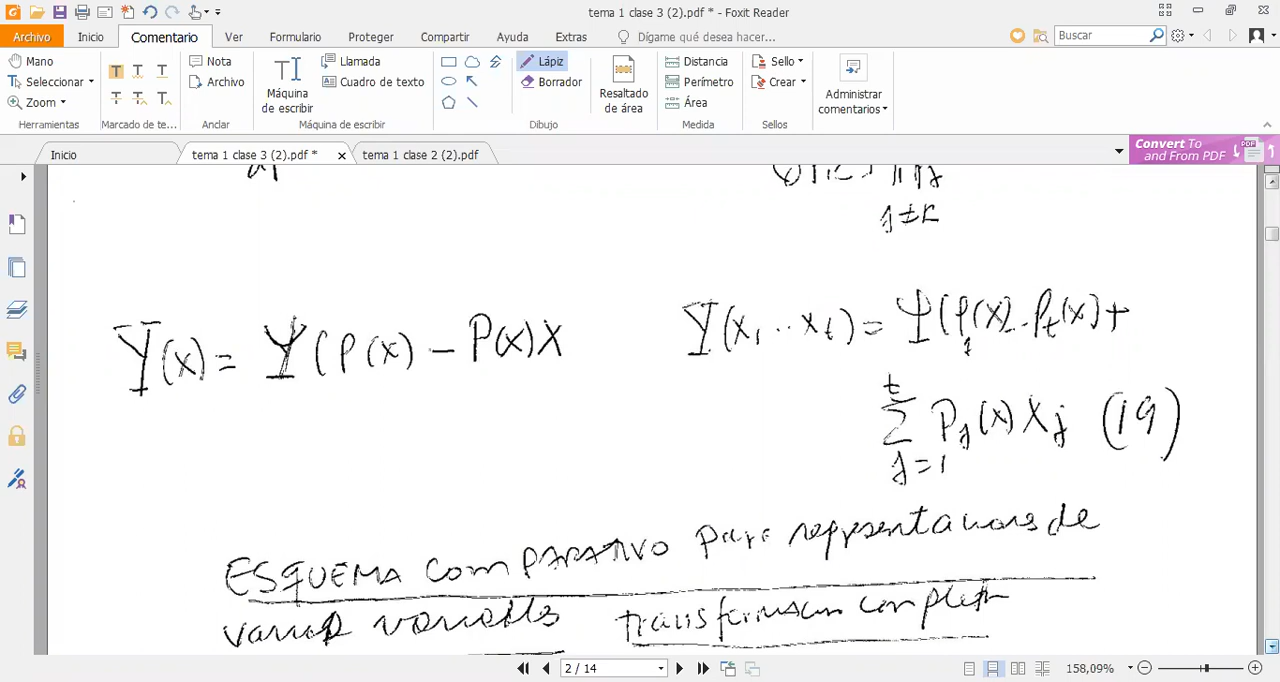 tema 1 clase 3 (2).pdf * - Foxit Reader
Archivo Inicio Comentario Ver Formulario Proteger Compartir Ayuda Extras Dígame qué desea hacer... Buscar
Mano
Seleccionar
Zoom
Herramientas
Marcado de te...
Nota
Archivo
Anclar
Máquina de escribir
Llamada
Cuadro de texto
Máquina de escribir
Lápiz
Borrador
Dibujo
Resaltado de área
Distancia
Perímetro
Área
Medida
Sello
Crear
Sellos
Administrar comentarios
Comentarios
Inicio tema 1 clase 3 (2).pdf * tema 1 clase 2 (2).pdf
Convert To
and From PDF PDF
j≠k
Y(x) = Ψ(P(x) - P(x)X
Y(x1 .. xt) = Ψ(P1(x) .. Pt(x) +
t
Σ Pj(x) Xj (19)
j=1
ESQUEMA COMPARATIVO para representaciones de
varias variables transformacion completa
2 / 14 158,09%